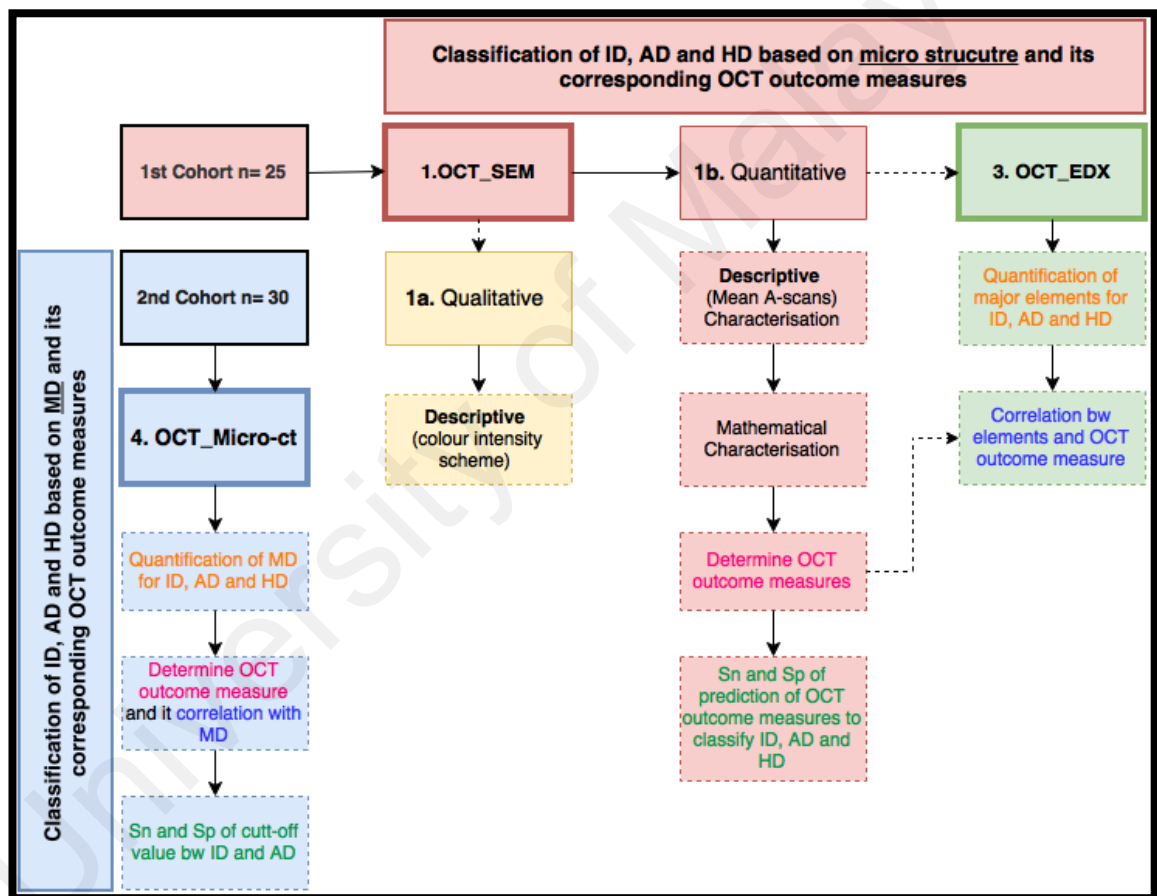 Classification of ID, AD and HD based on micro strucutre and its
corresponding OCT outcome measures
1st Cohort n= 25
1.OCT_SEM
1b. Quantitative
3. OCT_EDX
2nd Cohort n= 30
1a. Qualitative
Descriptive
(Mean A-scans)
Characterisation
Quantification of
major elements for
ID, AD and HD
4. OCT_Micro-ct
Descriptive
(colour intensity
scheme)
Mathematical
Characterisation
Correlation bw
elements and OCT
outcome measure
Quantification of MD
for ID, AD and HD
Determine OCT
outcome measures
Determine OCT
outcome measure
and it correlation with
MD
Sn and Sp of
prediction of OCT
outcome measures to
classify ID, AD and
HD
Sn and Sp of cutt-off
value bw ID and AD
Classification of ID, AD and HD based on MD and its
corresponding OCT outcome measures
University of Malay